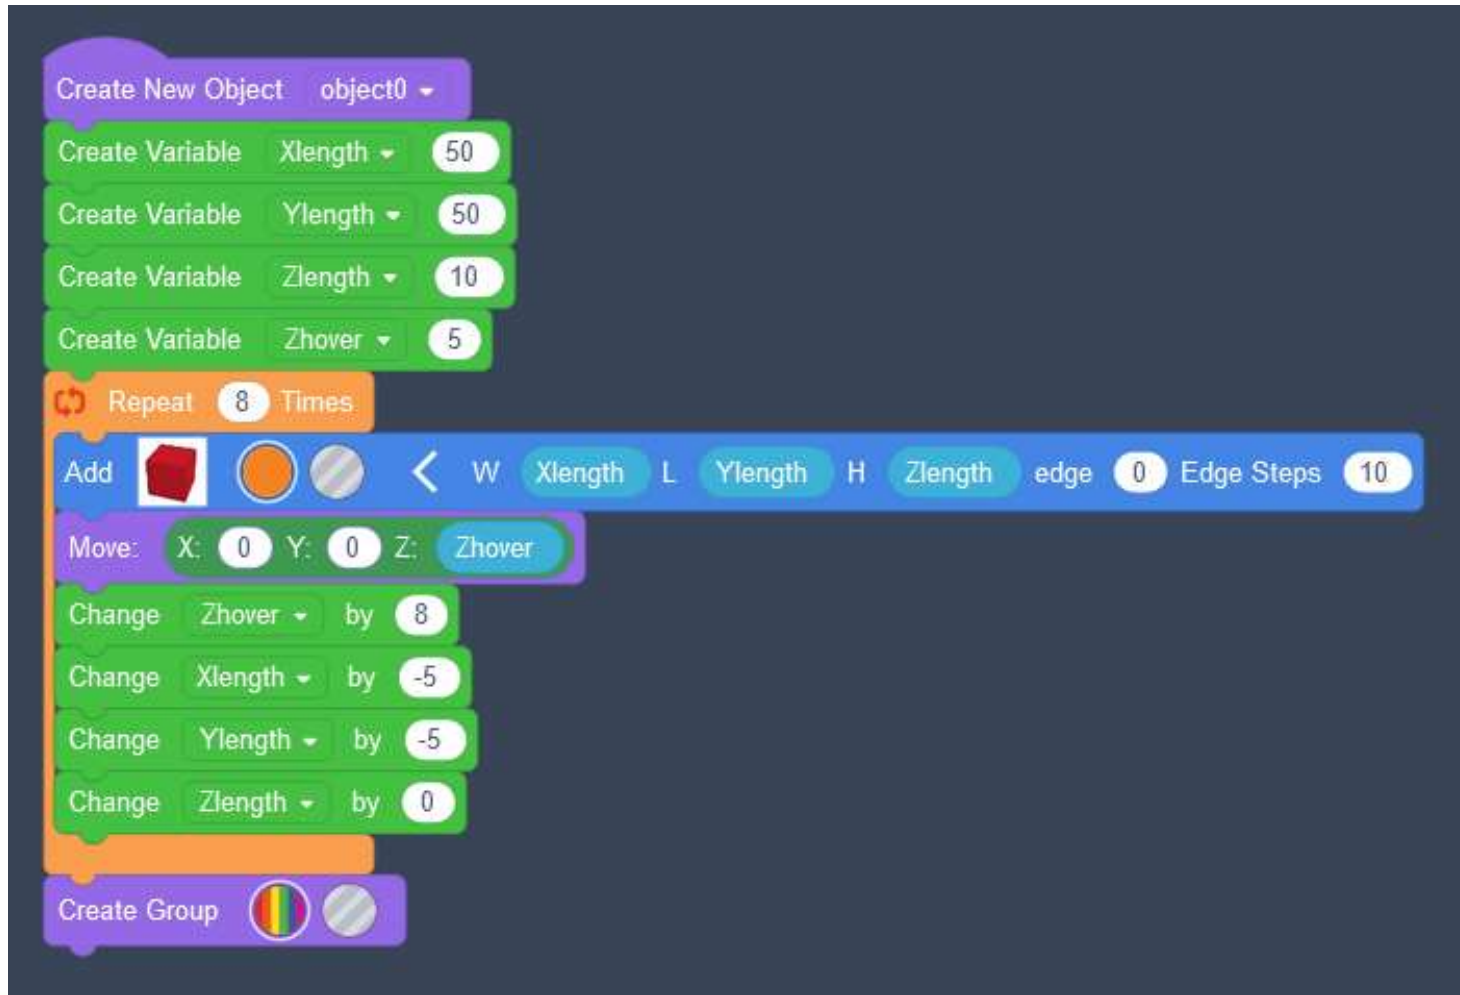 Create New Object object0
Create Variable Xlength 50
Create Variable Ylength 50
Create Variable Zlength 10
Create Variable Zhover 5
Repeat 8 Times
Add W Xlength L Ylength H Zlength edge 0 Edge Steps 10
Move: X: 0 Y: 0 Z: Zhover
Change Zhover by 8
Change Xlength by -5
Change Ylength by -5
Change Zlength by 0
Create Group